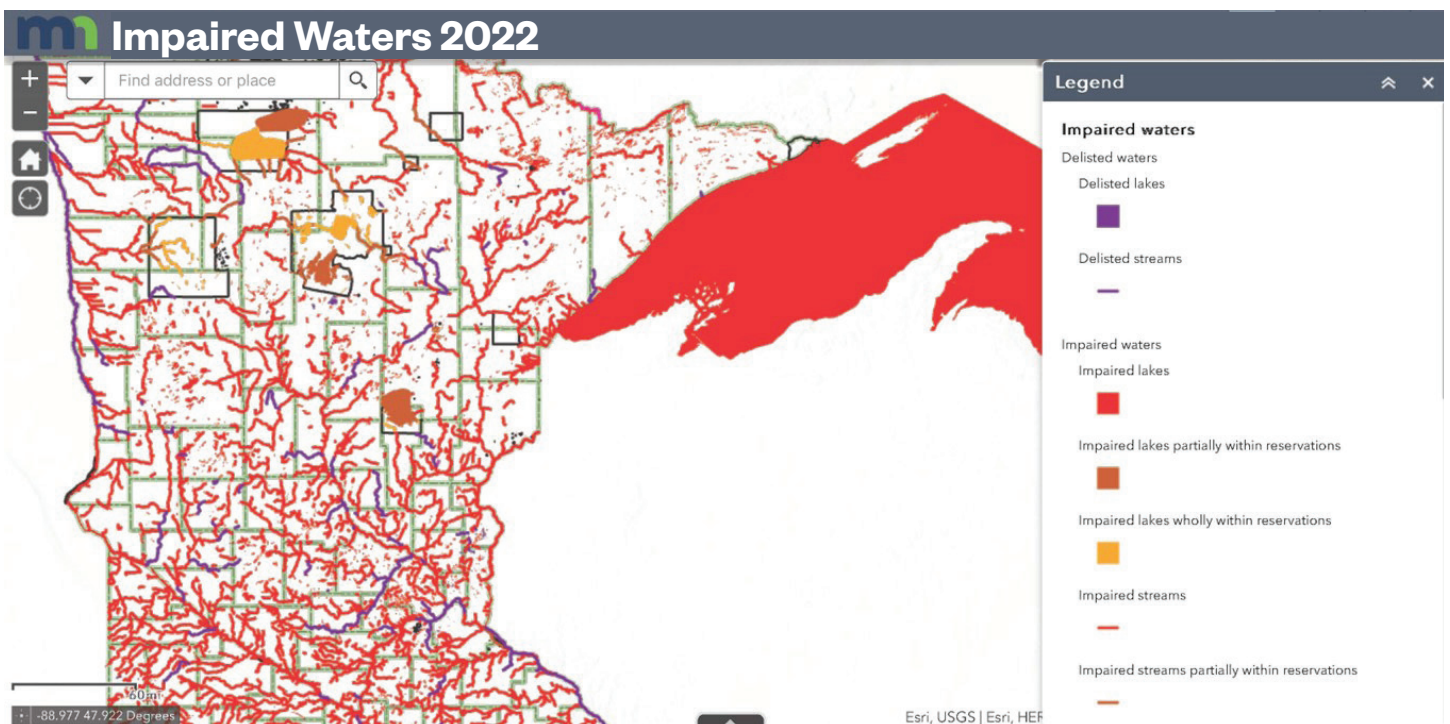 mn Impaired Waters 2022
+
Find address or place
−
Legend
Impaired waters
Delisted waters
Delisted lakes
Delisted streams
Impaired waters
Impaired lakes
Impaired lakes partially within reservations
Impaired lakes wholly within reservations
Impaired streams
Impaired streams partially within reservations
60mi
-88.977 47.922 Degrees
Esri, USGS | Esri, HER